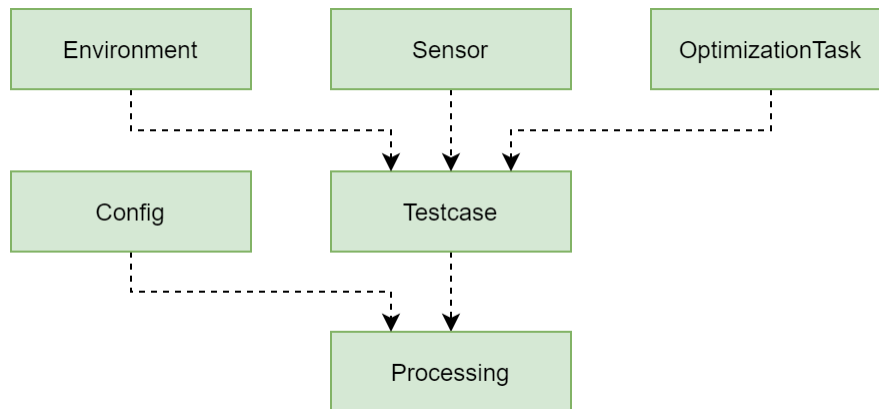 Environment
Sensor
OptimizationTask
Config
Testcase
Processing